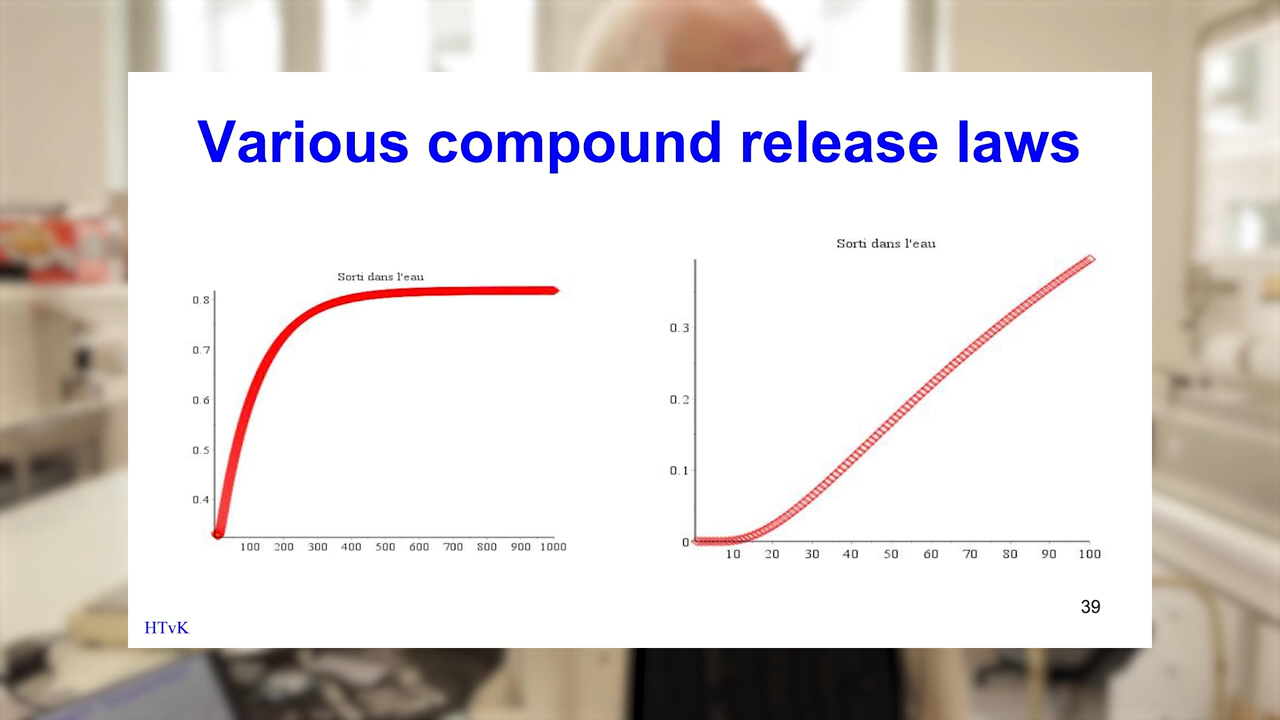 Various compound release laws
Sorti dans l'eau
0.8
0.7
0.6
0.5
0.4
100 200 300 400 500 600 700 800 900 1000
Sorti dans l'eau
0.3
0.2
0.1
0
10 20 30 40 50 60 70 80 90 100
39
HTvK